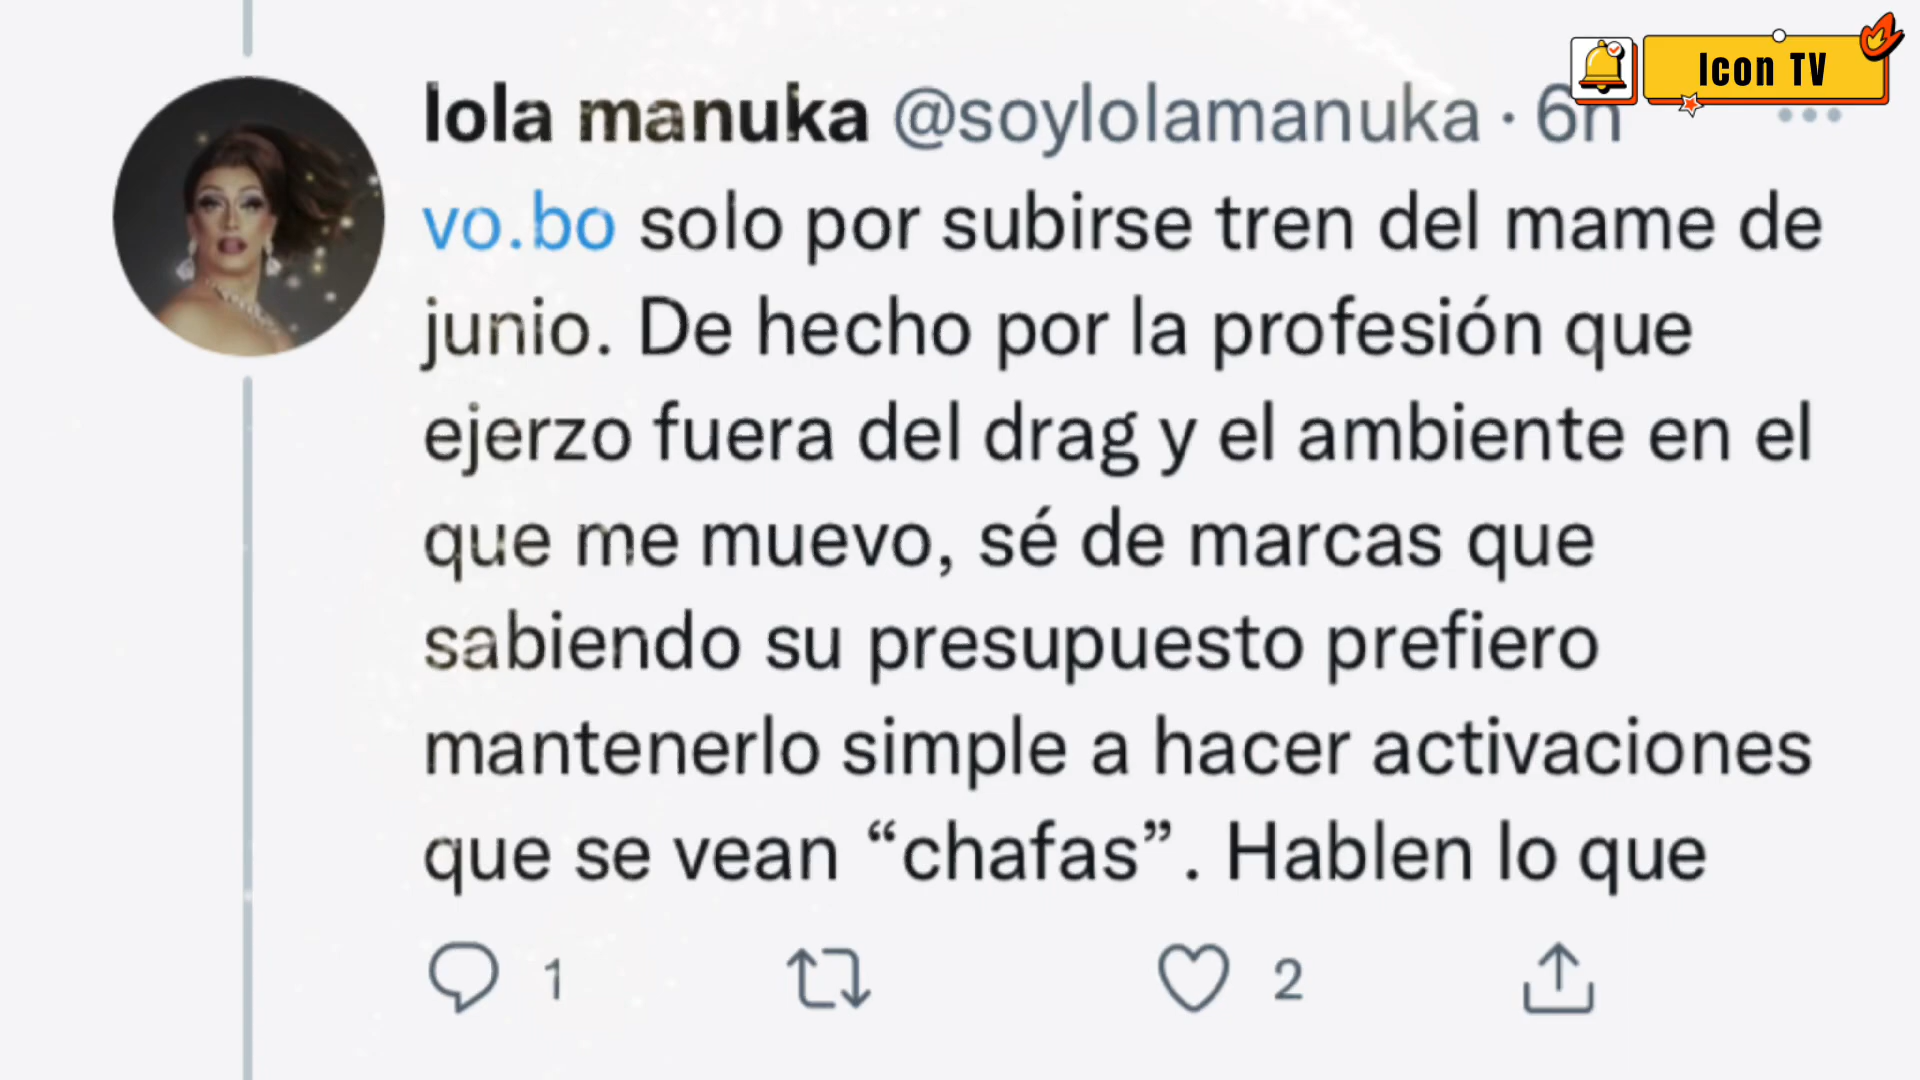 Icon TV
lola manuka @soylolamanuka · 6h
vo.bo solo por subirse tren del mame de
junio. De hecho por la profesión que
ejerzo fuera del drag y el ambiente en el
que me muevo, sé de marcas que
sabiendo su presupuesto prefiero
mantenerlo simple a hacer activaciones
que se vean “chafas”. Hablen lo que
1 2